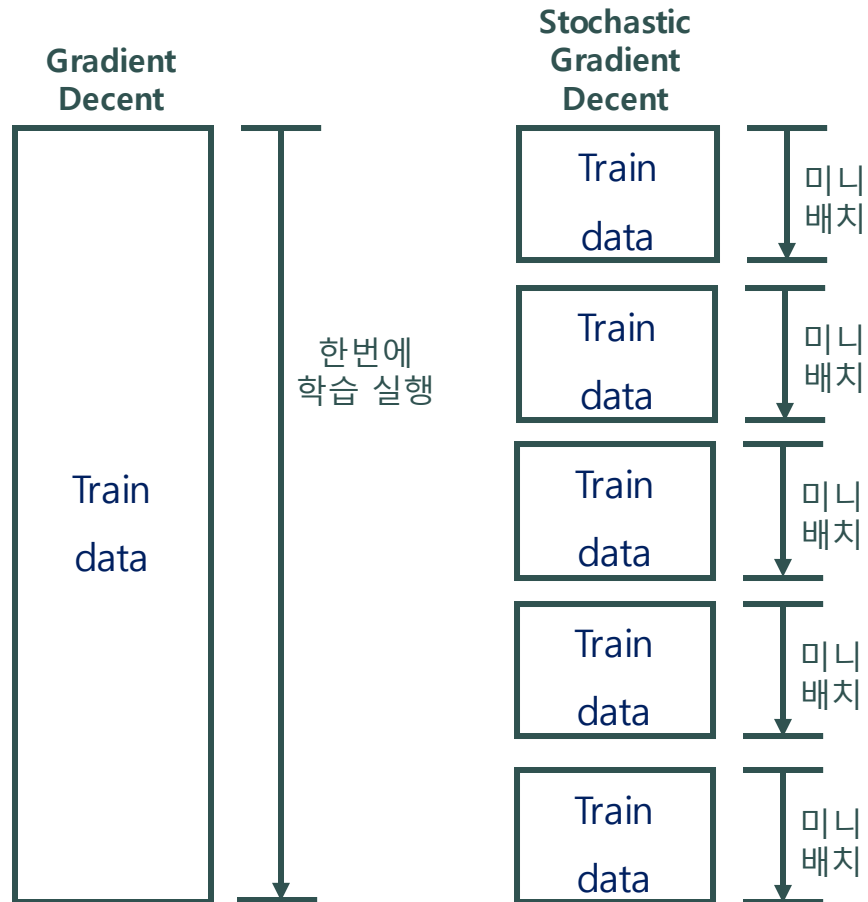 Gradient
Decent
Train
data
한번에
학습 실행
Stochastic
Gradient
Decent
Train
data
미니
배치
Train
data
미니
배치
Train
data
미니
배치
Train
data
미니
배치
Train
data
미니
배치